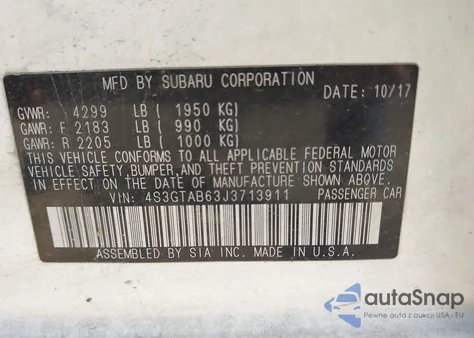 MFD BY SUBARU CORPORATION
DATE: 10/17
GVWR: 4299 LB ( 1950 KG)
GAWR: F 2183 LB ( 990 KG)
GAWR: R 2205 LB ( 1000 KG)
THIS VEHICLE CONFORMS TO ALL APPLICABLE FEDERAL MOTOR
VEHICLE SAFETY, BUMPER, AND THEFT PREVENTION STANDARDS
IN EFFECT ON THE DATE OF MANUFACTURE SHOWN ABOVE.
VIN: 4S3GTAB63J3713911 PASSENGER CAR
ASSEMBLED BY SIA INC. MADE IN U.S.A.
autoSnap
Pewne auta z aukcji USA - EU